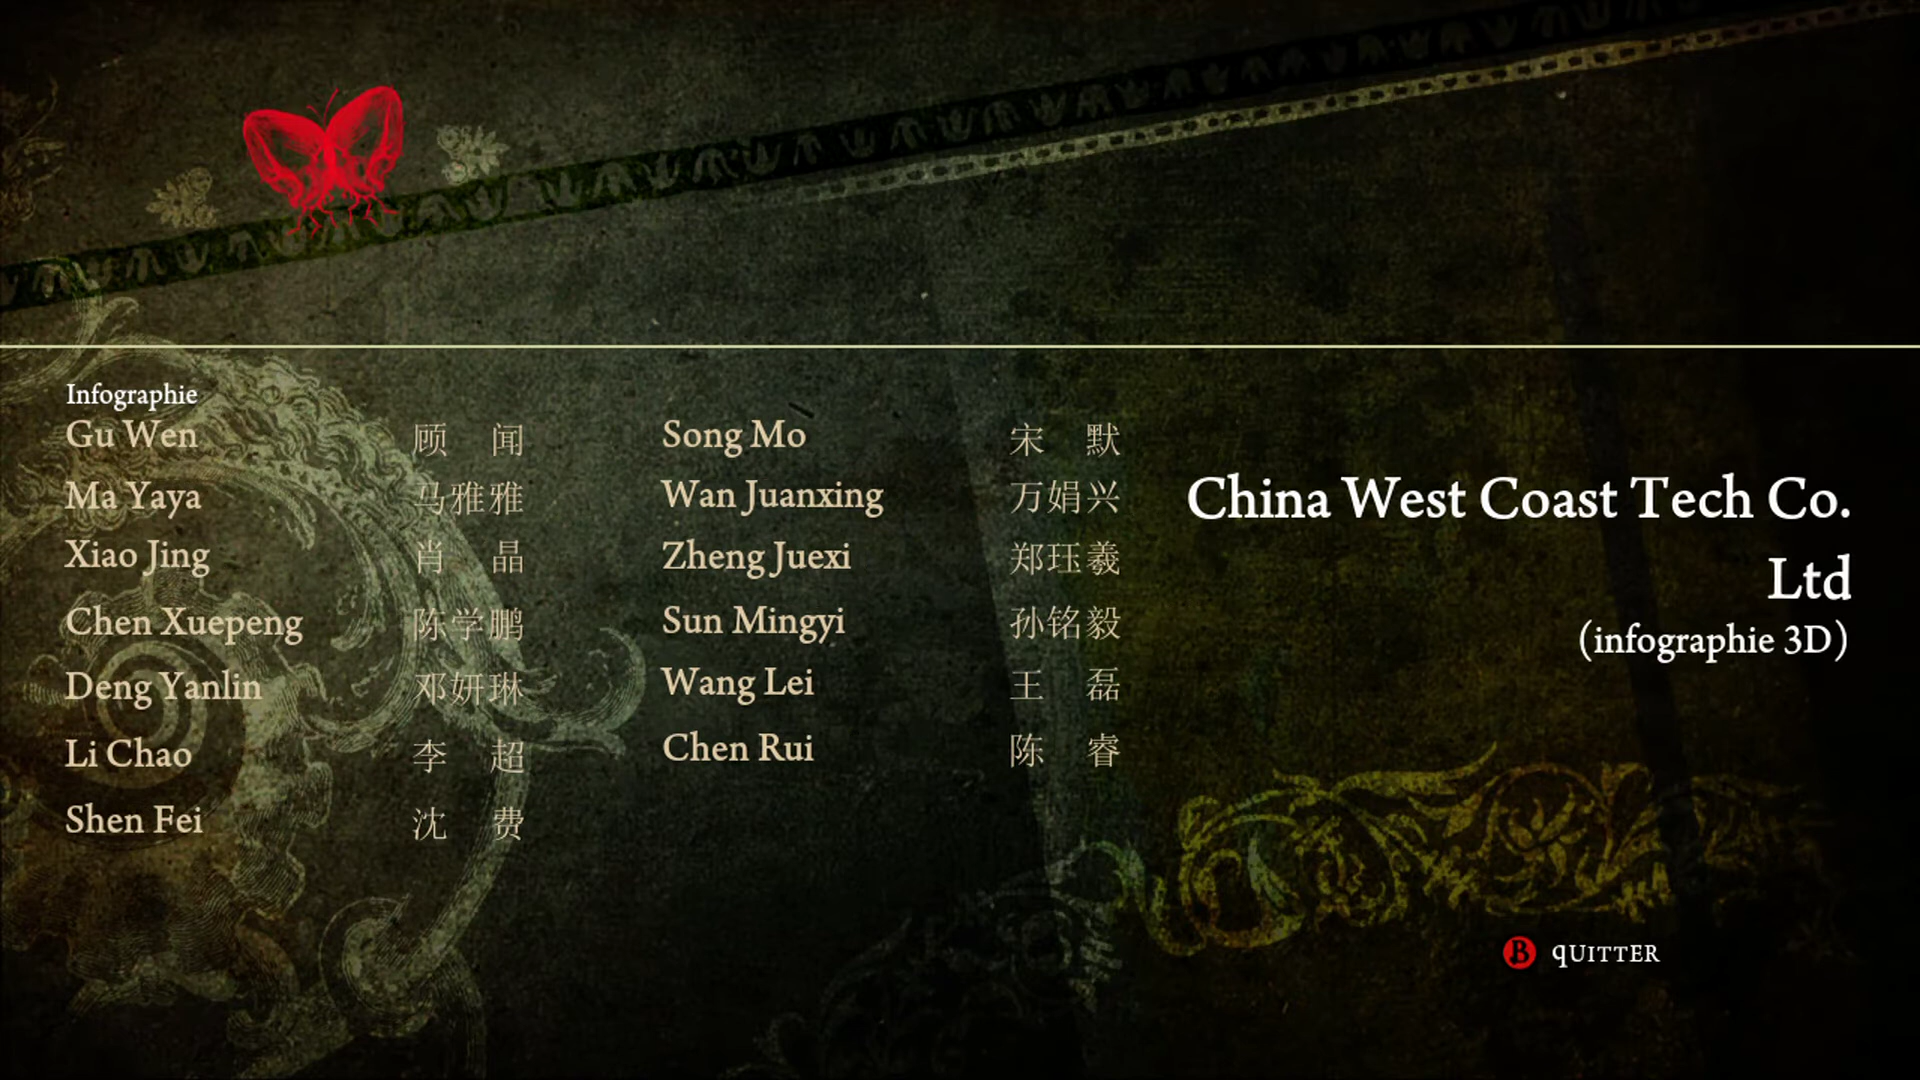 Infographie
Gu Wen 顾 闻
Ma Yaya 马雅雅
Xiao Jing 肖 晶
Chen Xuepeng 陈学鹏
Deng Yanlin 邓妍琳
Li Chao 李 超
Shen Fei 沈 费
Song Mo 宋 默
Wan Juanxing 万娟兴
Zheng Juexi 郑珏羲
Sun Mingyi 孙铭毅
Wang Lei 王 磊
Chen Rui 陈 睿
China West Coast Tech Co.
Ltd
(infographie 3D)
B QUITTER